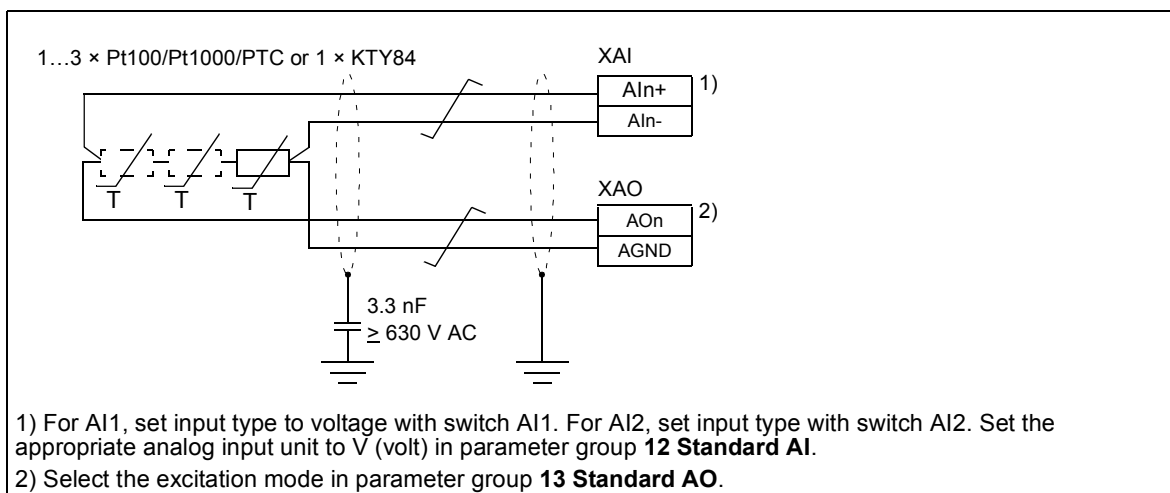 1…3 × Pt100/Pt1000/PTC or 1 × KTY84
XAI
AIn+
1)
AIn-
T
T
T
XAO
AOn
2)
AGND
3.3 nF
≥ 630 V AC
1) For AI1, set input type to voltage with switch AI1. For AI2, set input type with switch AI2. Set the
appropriate analog input unit to V (volt) in parameter group 12 Standard AI.
2) Select the excitation mode in parameter group 13 Standard AO.